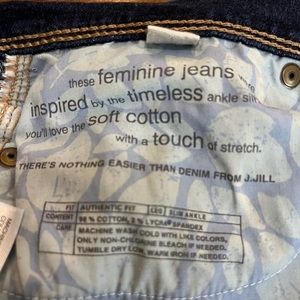 these feminine jeans
inspired by the timeless ankle
you'll love the soft cotton
with a touch of stretch.
THERE'S NOTHING EASIER THAN DENIM FROM J.JILL
FIT AUTHENTIC FIT LEG SLIM ANKLE
CONTENT 98% COTTON, 2% LYCRA® SPANDEX
CARE MACHINE WASH COLD WITH LIKE COLORS,
ONLY NON-CHLORINE BLEACH IF NEEDED.
TUMBLE DRY LOW, WARM IRON IF NEEDED.